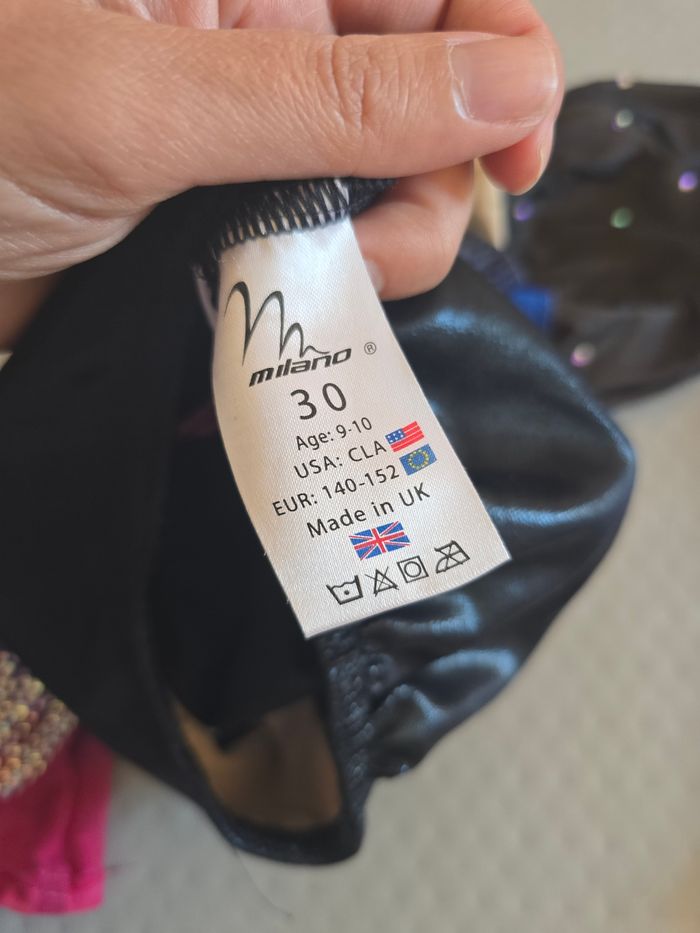 milano ®
30
Age: 9-10
USA: CLA
EUR: 140-152
Made in UK